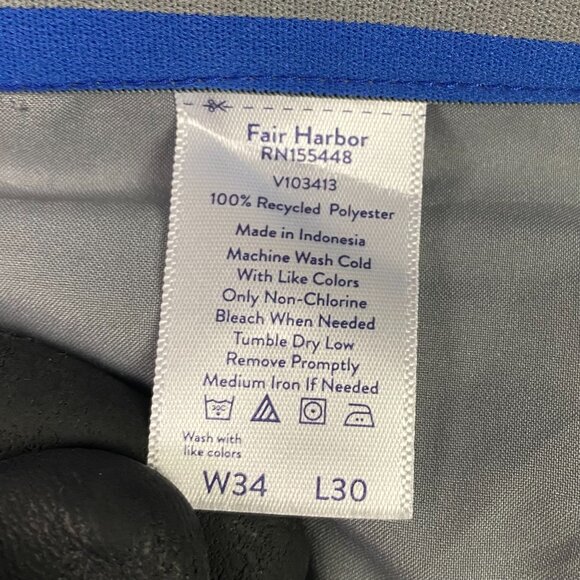 Fair Harbor
RN155448
V103413
100% Recycled Polyester
Made in Indonesia
Machine Wash Cold
With Like Colors
Only Non-Chlorine
Bleach When Needed
Tumble Dry Low
Remove Promptly
Medium Iron If Needed
30C
Wash with
like colors
W34 L30